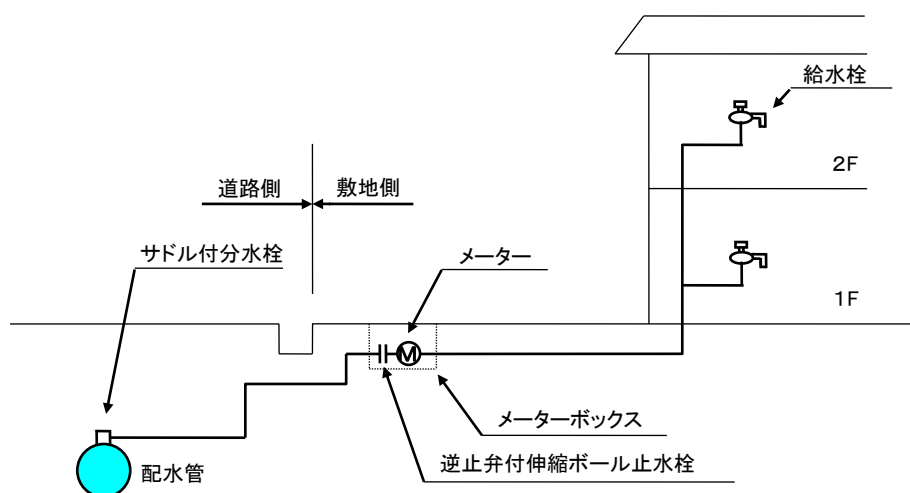 給水栓
2F
道路側
敷地側
サドル付分水栓
メーター
1F
M
メーターボックス
逆止弁付伸縮ボール止水栓
配水管